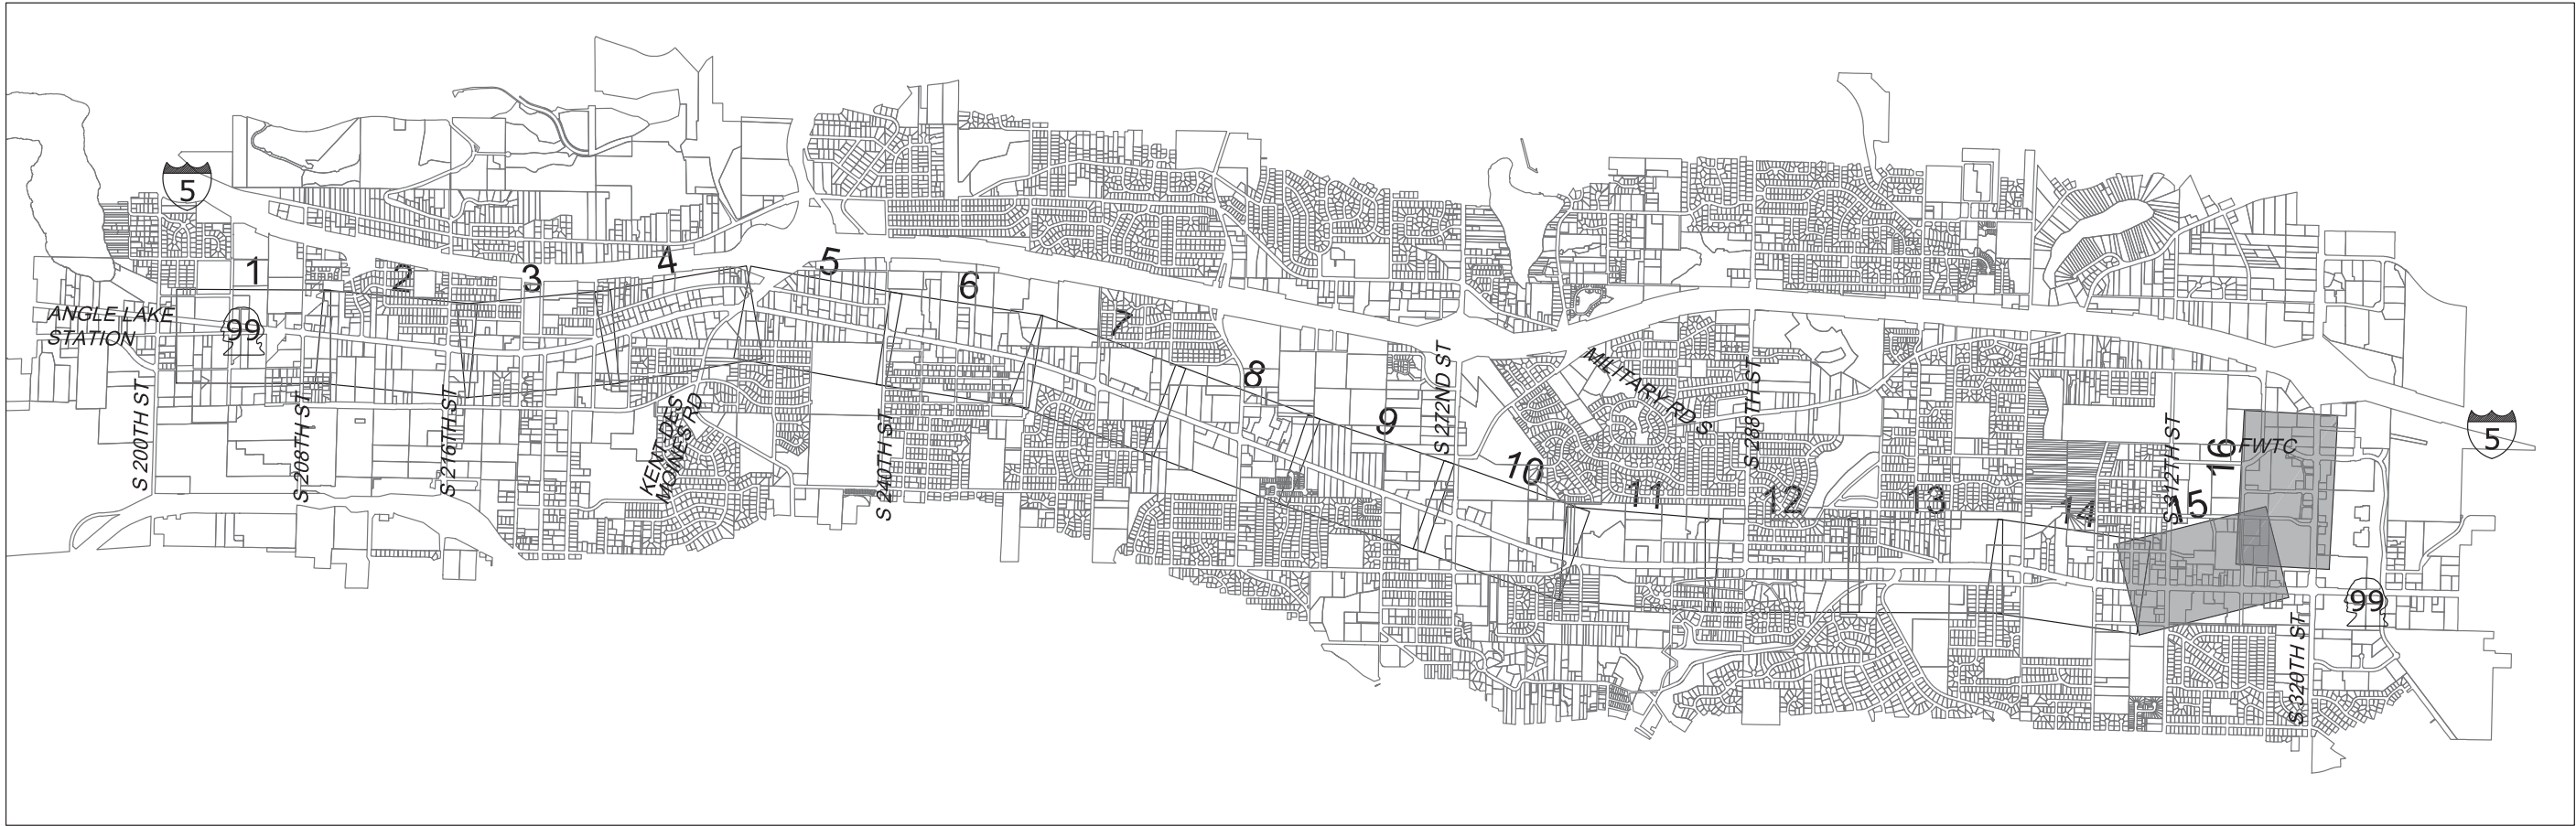 5
1
2
3
4
5
6
7
8
9
10
11
12
13
14
15
16
ANGLE LAKE
STATION
99
S 200TH ST
S 208TH ST
S 216TH ST
KENT-DES
MOINES RD
S 240TH ST
S 272ND ST
MILITARY RD S
S 288TH ST
S 312TH ST
FWTC
5
99
S 320TH ST